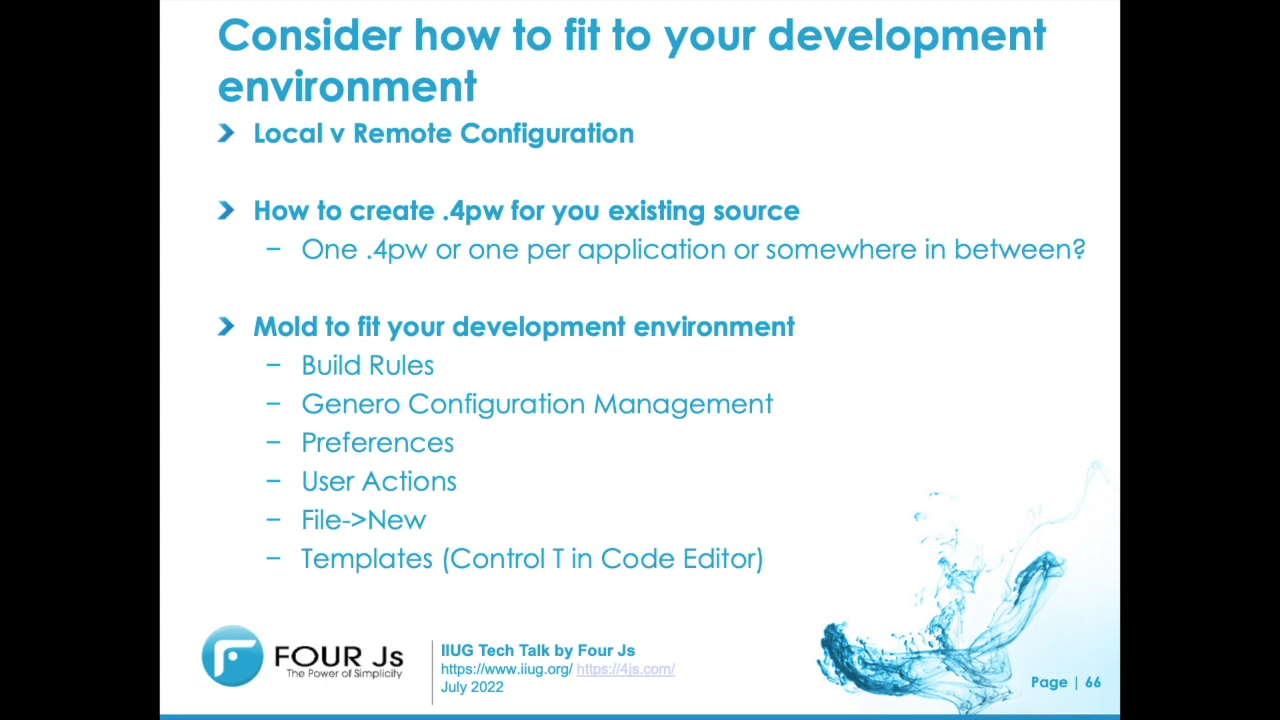 Consider how to fit to your development
environment
Local v Remote Configuration
How to create .4pw for you existing source
− One .4pw or one per application or somewhere in between?
Mold to fit your development environment
− Build Rules
− Genero Configuration Management
− Preferences
− User Actions
− File->New
− Templates (Control T in Code Editor)
FOUR Js
The Power of Simplicity
IIUG Tech Talk by Four Js
https://www.iiug.org/ https://4js.com/
July 2022
Page | 66